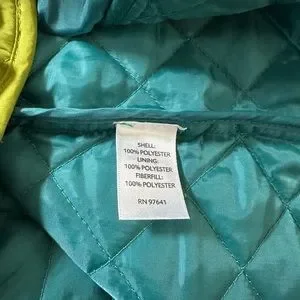 SHELL:
100% POLYESTER
LINING:
100% POLYESTER
FIBERFILL:
100% POLYESTER
RN 97641